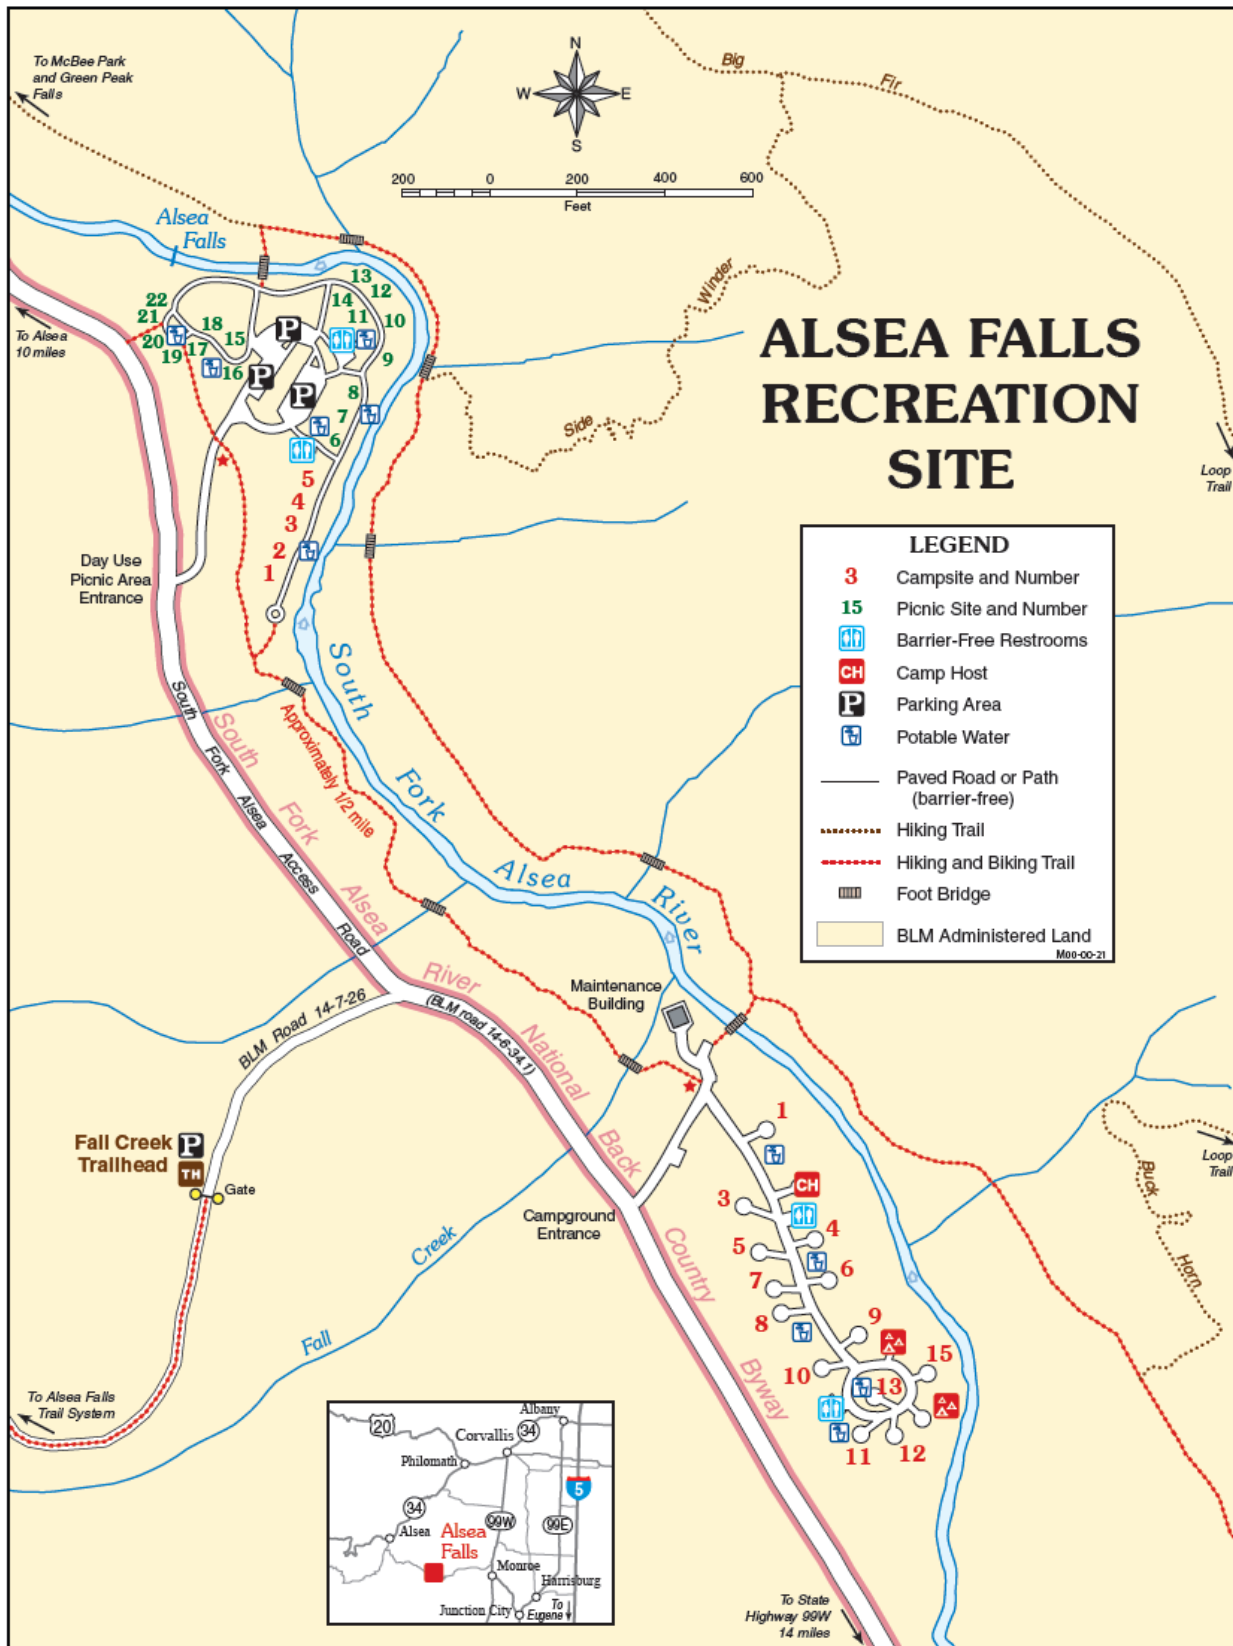 To McBee Park
and Green Peak
Falls
N
W
E
S
200
0
200
400
600
Feet
Big
Fir
Alsea
Falls
Winder
Side
To Alsea
10 miles
ALSEA FALLS
RECREATION
SITE
Loop
Trail
22
21
20
19
18
17
16
15
14
13
12
11
10
9
8
7
6
P
P
P
5
4
3
2
1
Day Use
Picnic Area
Entrance
LEGEND
3 Campsite and Number
15 Picnic Site and Number
Barrier-Free Restrooms
CH Camp Host
P Parking Area
Potable Water
Paved Road or Path
(barrier-free)
Hiking Trail
Hiking and Biking Trail
Foot Bridge
BLM Administered Land
M00-00-21
South Fork Alsea River
South Fork Alsea Access Road
South Fork Alsea River National Back Country Byway
Approximately 1/2 mile
(BLM road 14-6-34.1)
BLM Road 14-7-26
Maintenance
Building
Fall Creek
Trailhead
P
TH
Gate
Campground
Entrance
Fall Creek
To Alsea Falls
Trail System
1
CH
3
4
5
6
7
8
9
10
15
13
11
12
Loop
Trail
Buck
Horn
20
Albany
34
Corvallis
Philomath
5
34
99W
99E
Alsea
Alsea
Falls
Monroe
Harrisburg
Junction City
To
Eugene
To State
Highway 99W
14 miles